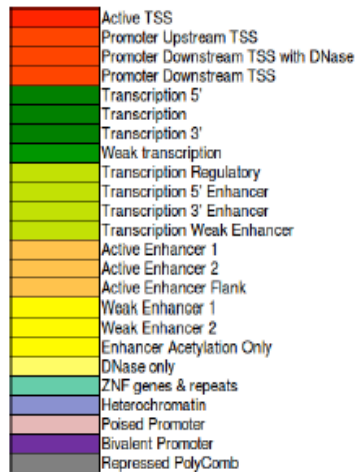 Active TSS
Promoter Upstream TSS
Promoter Downstream TSS with DNase
Promoter Downstream TSS
Transcription 5'
Transcription
Transcription 3'
Weak transcription
Transcription Regulatory
Transcription 5' Enhancer
Transcription 3' Enhancer
Transcription Weak Enhancer
Active Enhancer 1
Active Enhancer 2
Active Enhancer Flank
Weak Enhancer 1
Weak Enhancer 2
Enhancer Acetylation Only
DNase only
ZNF genes & repeats
Heterochromatin
Poised Promoter
Bivalent Promoter
Repressed PolyComb